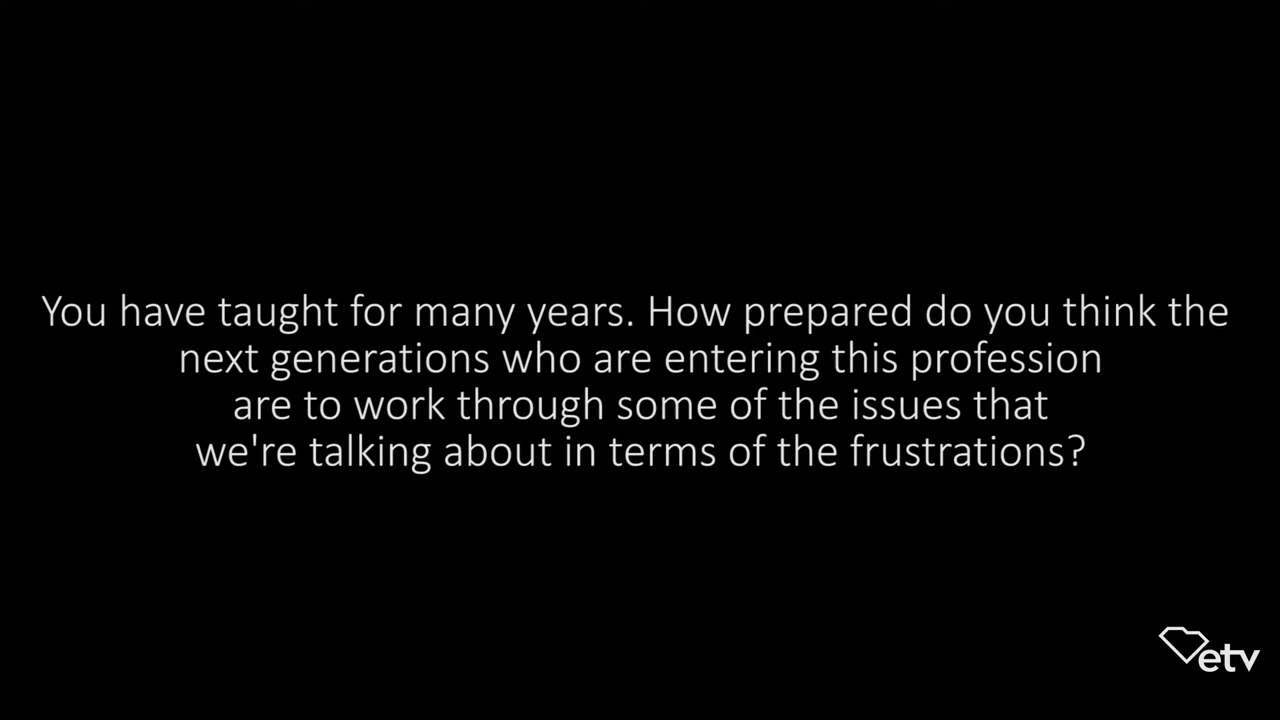 You have taught for many years. How prepared do you think the
next generations who are entering this profession
are to work through some of the issues that
we're talking about in terms of the frustrations?
etv